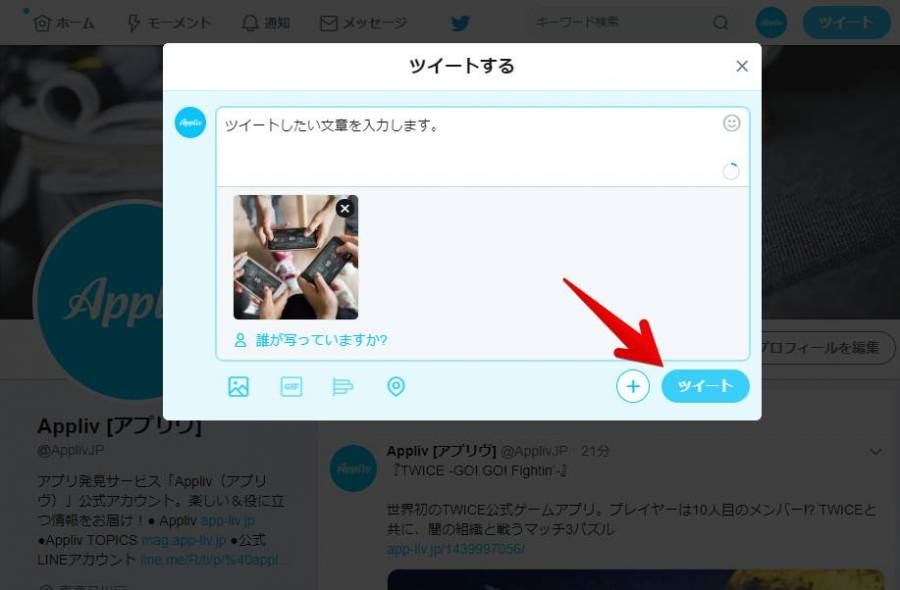 ホーム モーメント 通知 メッセージ キーワード検索 Appliv ツイート
ツイートする
Appliv
ツイートしたい文章を入力します。
誰が写っていますか?
GIF
ツイート
Appl
プロフィールを編集
Appliv [アプリヴ]
@ApplivJP
アプリ発見サービス「Appliv(アプリ
ヴ)」公式アカウント。楽しい＆役に立
つ情報をお届け！● Appliv app-liv.jp
●Appliv TOPICS mag.app-liv.jp ●公式
LINEアカウント line.me/R/ti/p/%40appl...
Appliv
Appliv [アプリヴ] @ApplivJP · 21分
『TWICE -GO! GO! Fightin'-』
世界初のTWICE公式ゲームアプリ。プレイヤーは10人目のメンバー!? TWICEと
共に、闇の組織と戦うマッチ3パズル
app-liv.jp/1439997056/